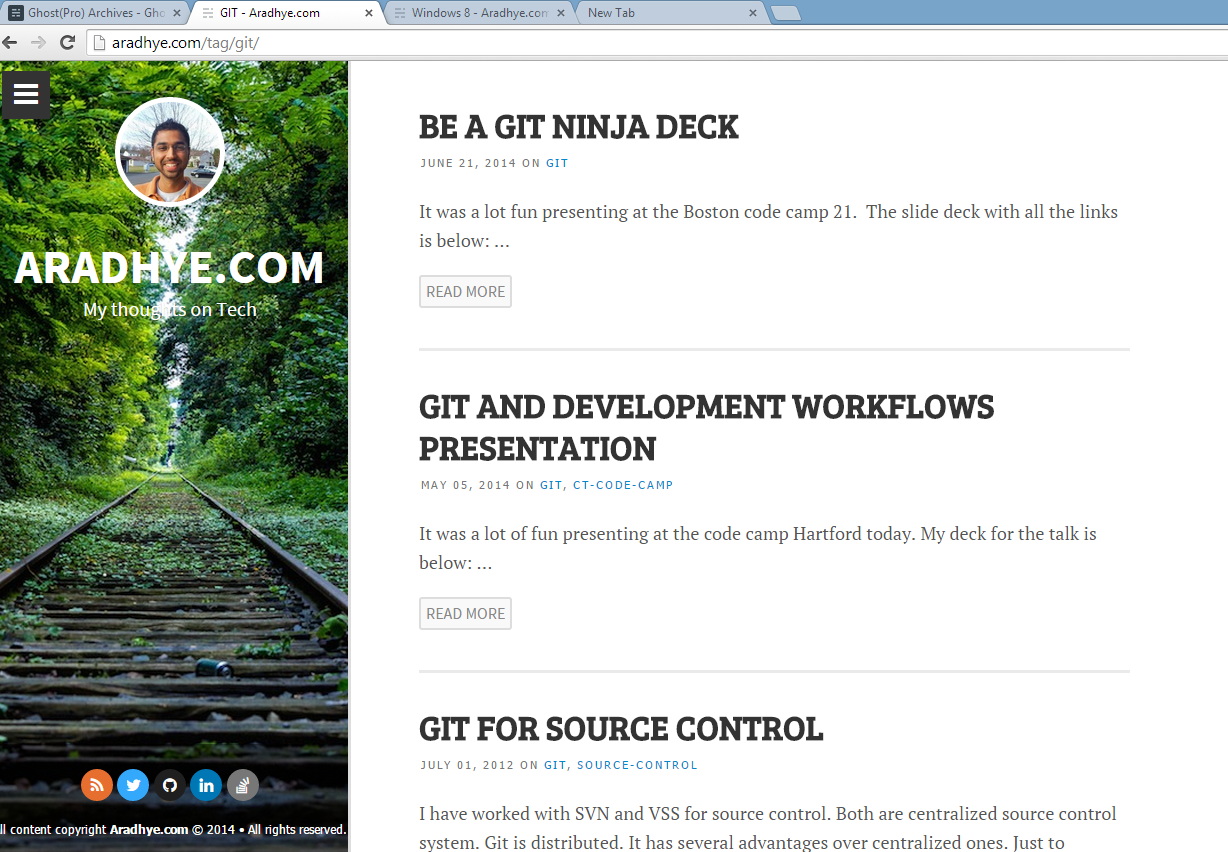 Ghost(Pro) Archives - Gho
GIT - Aradhye.com
Windows 8 - Aradhye.com
New Tab
aradhye.com/tag/git/
ARADHYE.COM
My thoughts on Tech
ll content copyright Aradhye.com © 2014 • All rights reserved.
BE A GIT NINJA DECK
JUNE 21, 2014 ON GIT
It was a lot fun presenting at the Boston code camp 21. The slide deck with all the links
is below: …
READ MORE
GIT AND DEVELOPMENT WORKFLOWS
PRESENTATION
MAY 05, 2014 ON GIT, CT-CODE-CAMP
It was a lot of fun presenting at the code camp Hartford today. My deck for the talk is
below: …
READ MORE
GIT FOR SOURCE CONTROL
JULY 01, 2012 ON GIT, SOURCE-CONTROL
I have worked with SVN and VSS for source control. Both are centralized source control
system. Git is distributed. It has several advantages over centralized ones. Just to